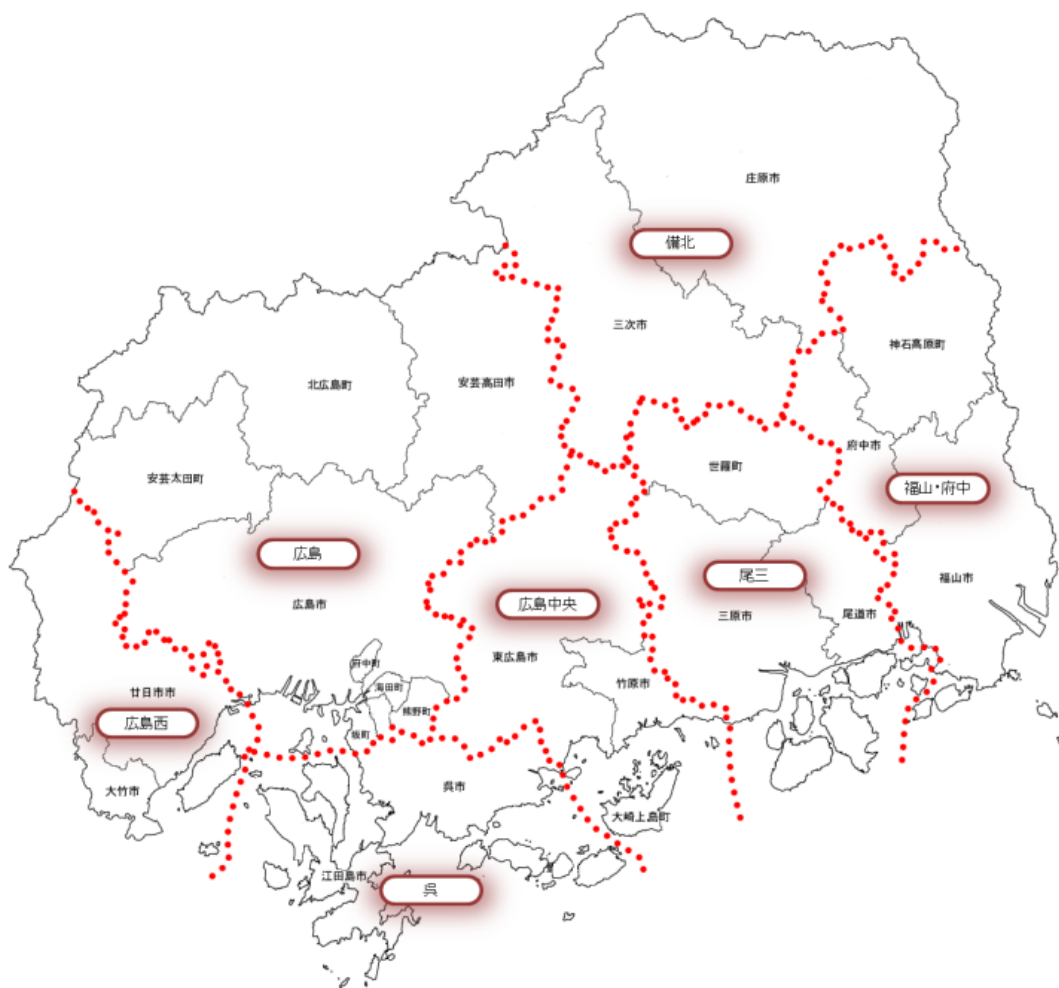 庄原市
備北
三次市
神石高原町
北広島町
安芸高田市
府中市
世羅町
安芸太田町
福山・府中
広島
尾三
福山市
広島市
広島中央
三原市
尾道市
東広島市
府中町
竹原市
海田町
廿日市市
熊野町
広島西
坂町
呉市
大竹市
大崎上島町
江田島市
呉